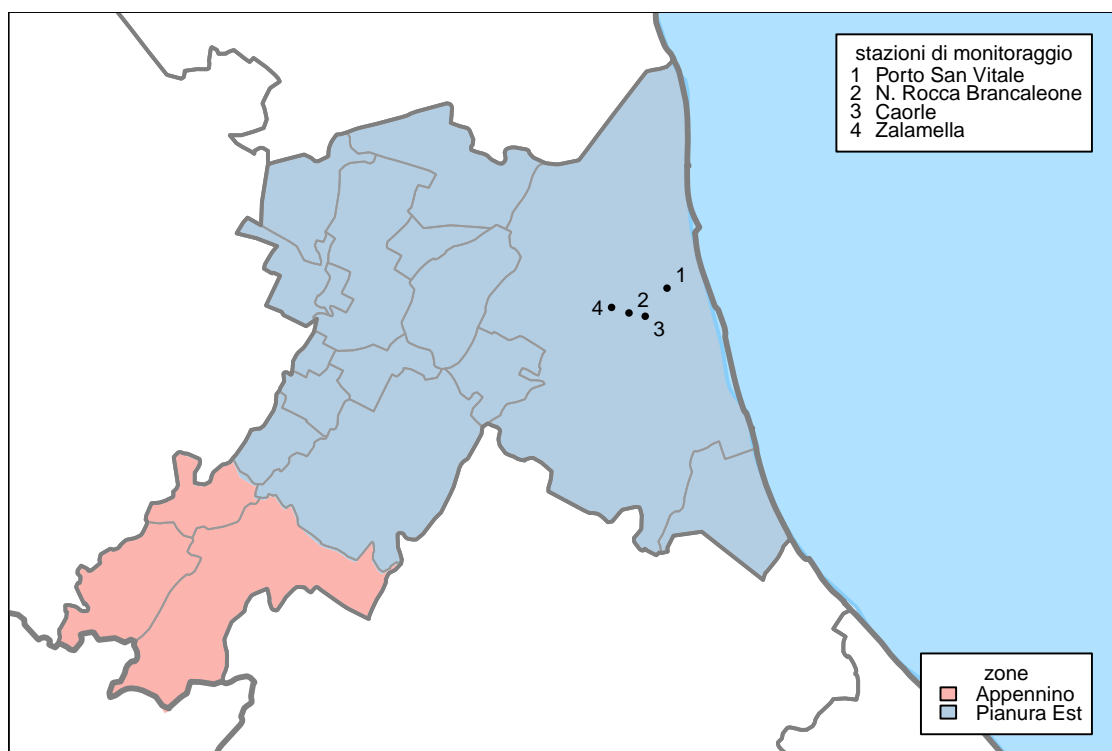 stazioni di monitoraggio
1 Porto San Vitale
2 N. Rocca Brancaleone
3 Caorle
4 Zalamella
1
4 2
3
zone
Appennino
Pianura Est